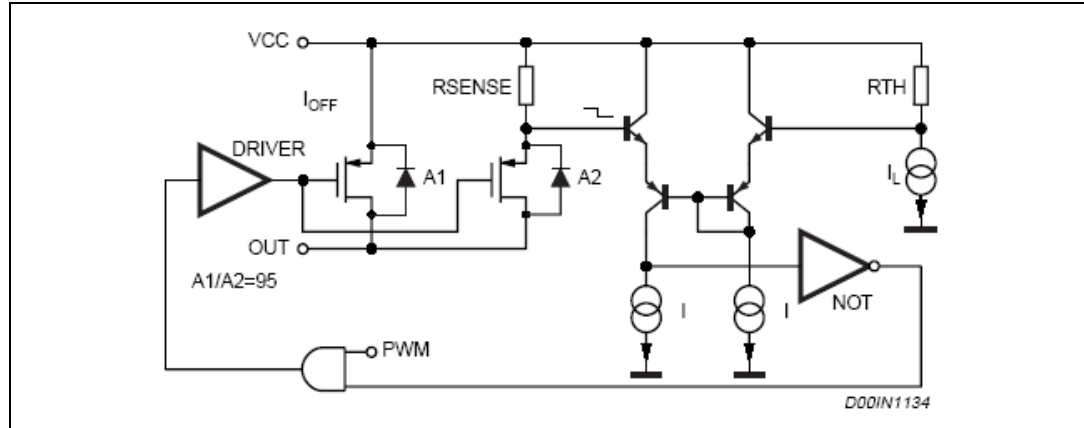 VCC
RSENSE
RTH
IOFF
DRIVER
A1
A2
IL
OUT
A1/A2=95
I
I
NOT
PWM
D00IN1134